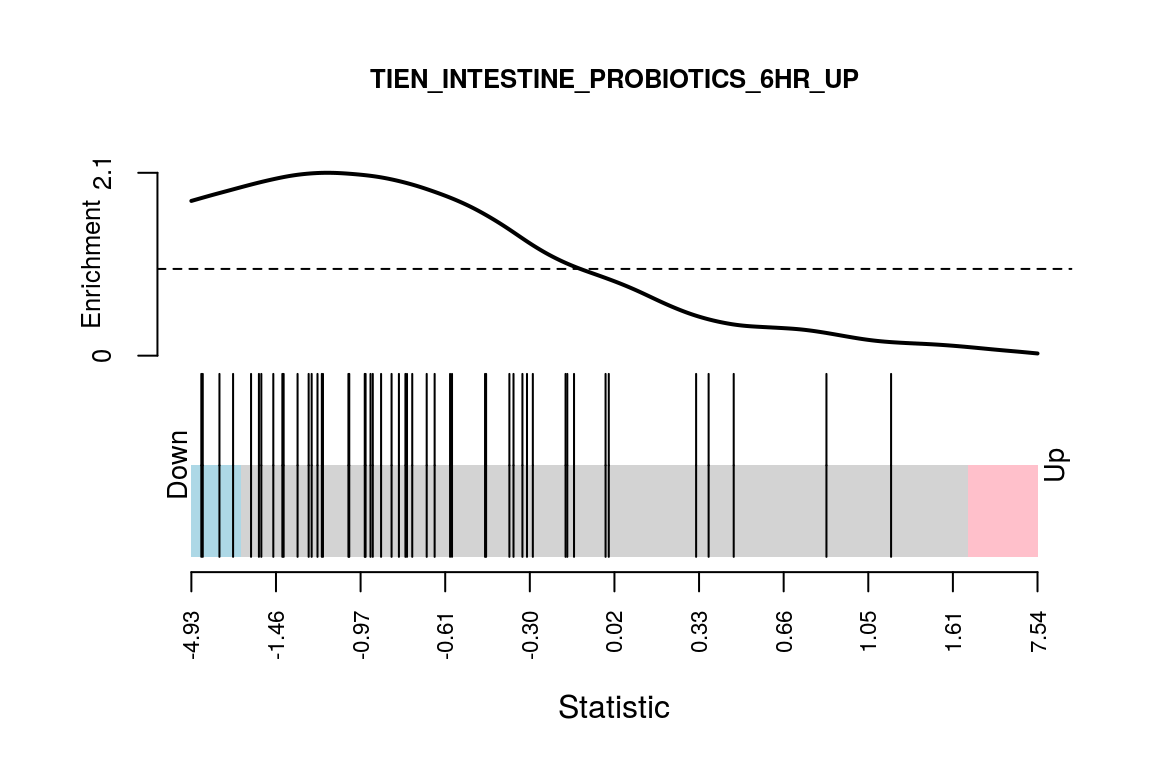 TIEN_INTESTINE_PROBIOTICS_6HR_UP
2.1
Enrichment
0
Down
Up
-4.93 -1.46 -0.97 -0.61 -0.30 0.02 0.33 0.66 1.05 1.61 7.54
Statistic